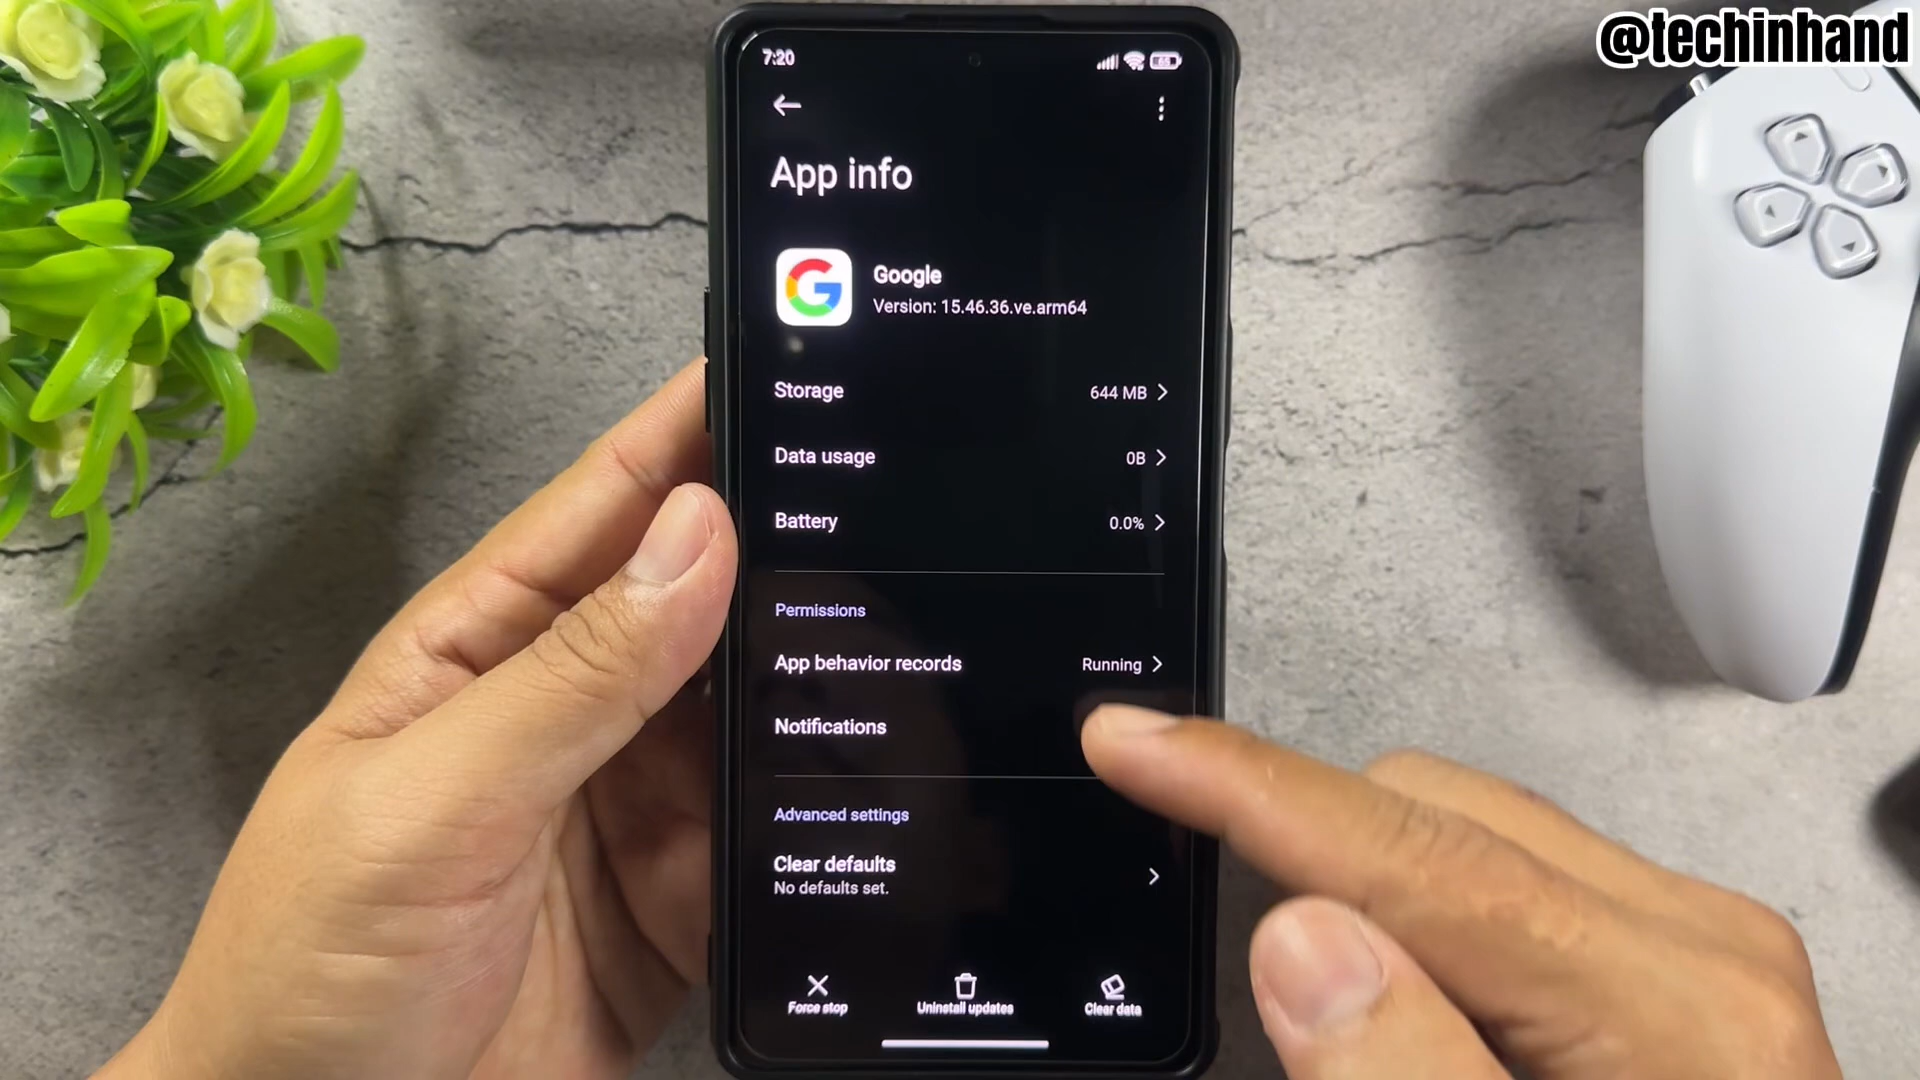 @techinhand
7:20
65
App info
Google
Version: 15.46.36.ve.arm64
Storage
644 MB
Data usage
0B
Battery
0.0%
Permissions
App behavior records
Running
Notifications
Advanced settings
Clear defaults
No defaults set.
Force stop
Uninstall updates
Clear data